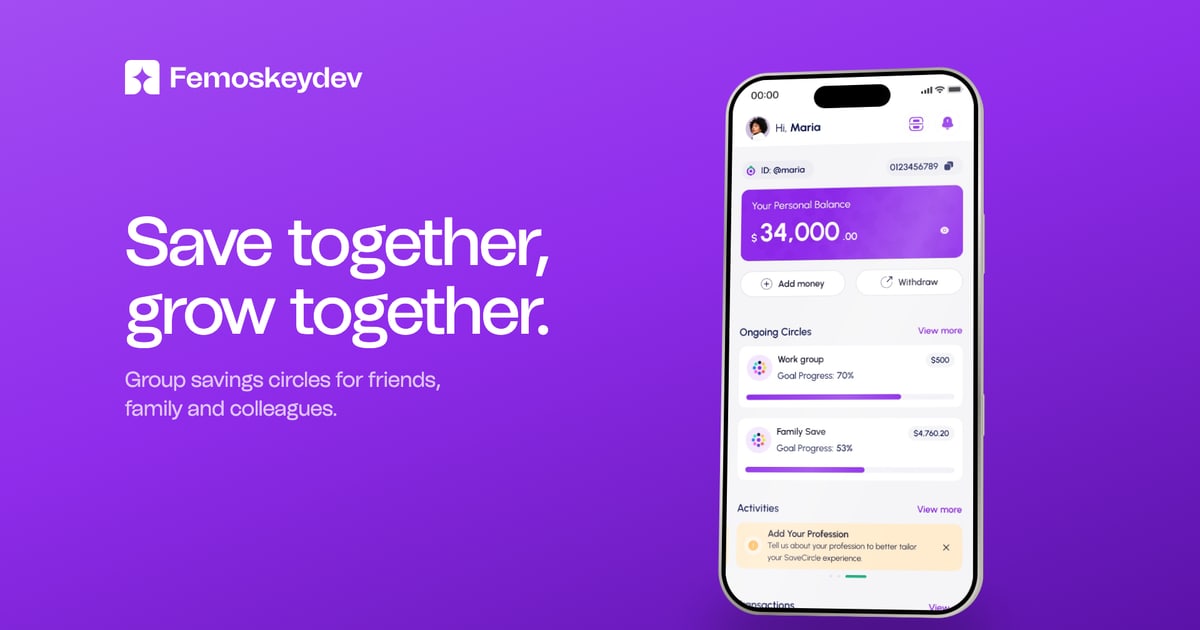 Femoskeydev
Save together,
grow together.
Group savings circles for friends,
family and colleagues.
00:00
Hi, Maria
ID: @maria
0123456789
Your Personal Balance
$ 34,000 .00
Add money
Withdraw
Ongoing Circles
View more
Work group
$500
Goal Progress: 70%
Family Save
$4,760.20
Goal Progress: 53%
Activities
View more
Add Your Profession
Tell us about your profession to better tailor
your SaveCircle experience.
View